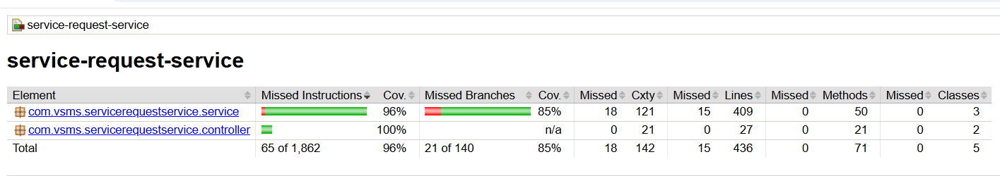 service-request-service
service-request-service
Element Missed Instructions Cov. Missed Branches Cov. Missed Cxty Missed Lines Missed Methods Missed Classes
com.vsms.servicerequestservice.service 96% 85% 18 121 15 409 0 50 0 3
com.vsms.servicerequestservice.controller 100% n/a 0 21 0 27 0 21 0 2
Total 65 of 1,862 96% 21 of 140 85% 18 142 15 436 0 71 0 5